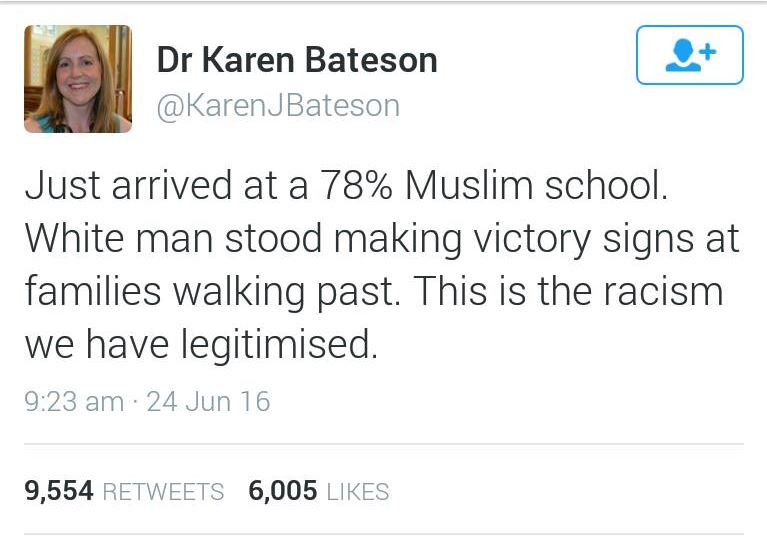 Dr Karen Bateson
@KarenJBateson
Just arrived at a 78% Muslim school.
White man stood making victory signs at
families walking past. This is the racism
we have legitimised.
9:23 am · 24 Jun 16
9,554 RETWEETS 6,005 LIKES